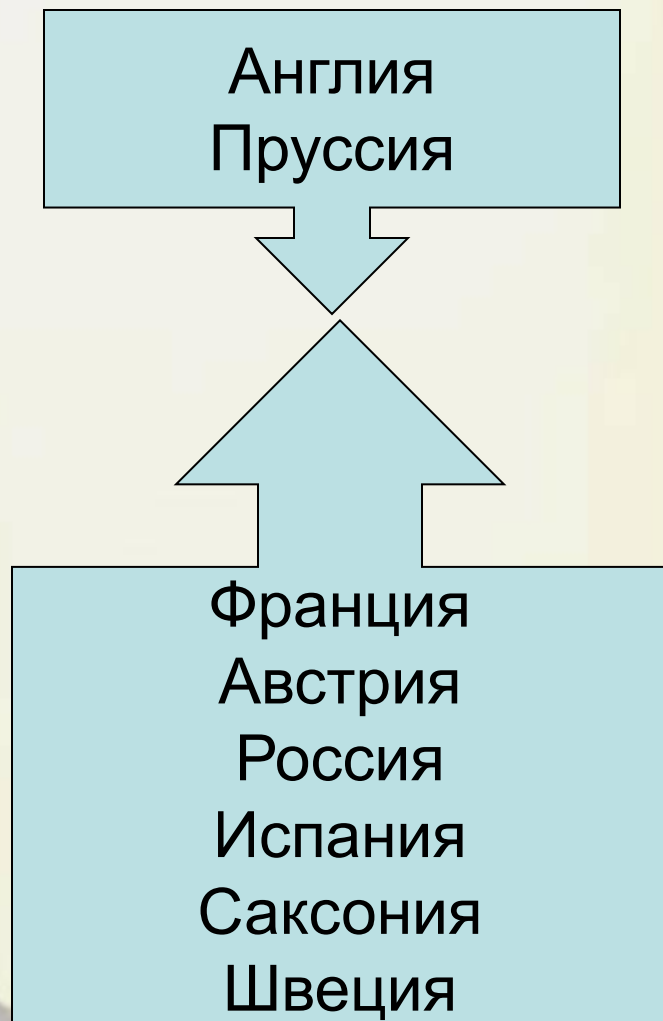 Англия
Пруссия
Франция
Австрия
Россия
Испания
Саксония
Швеция